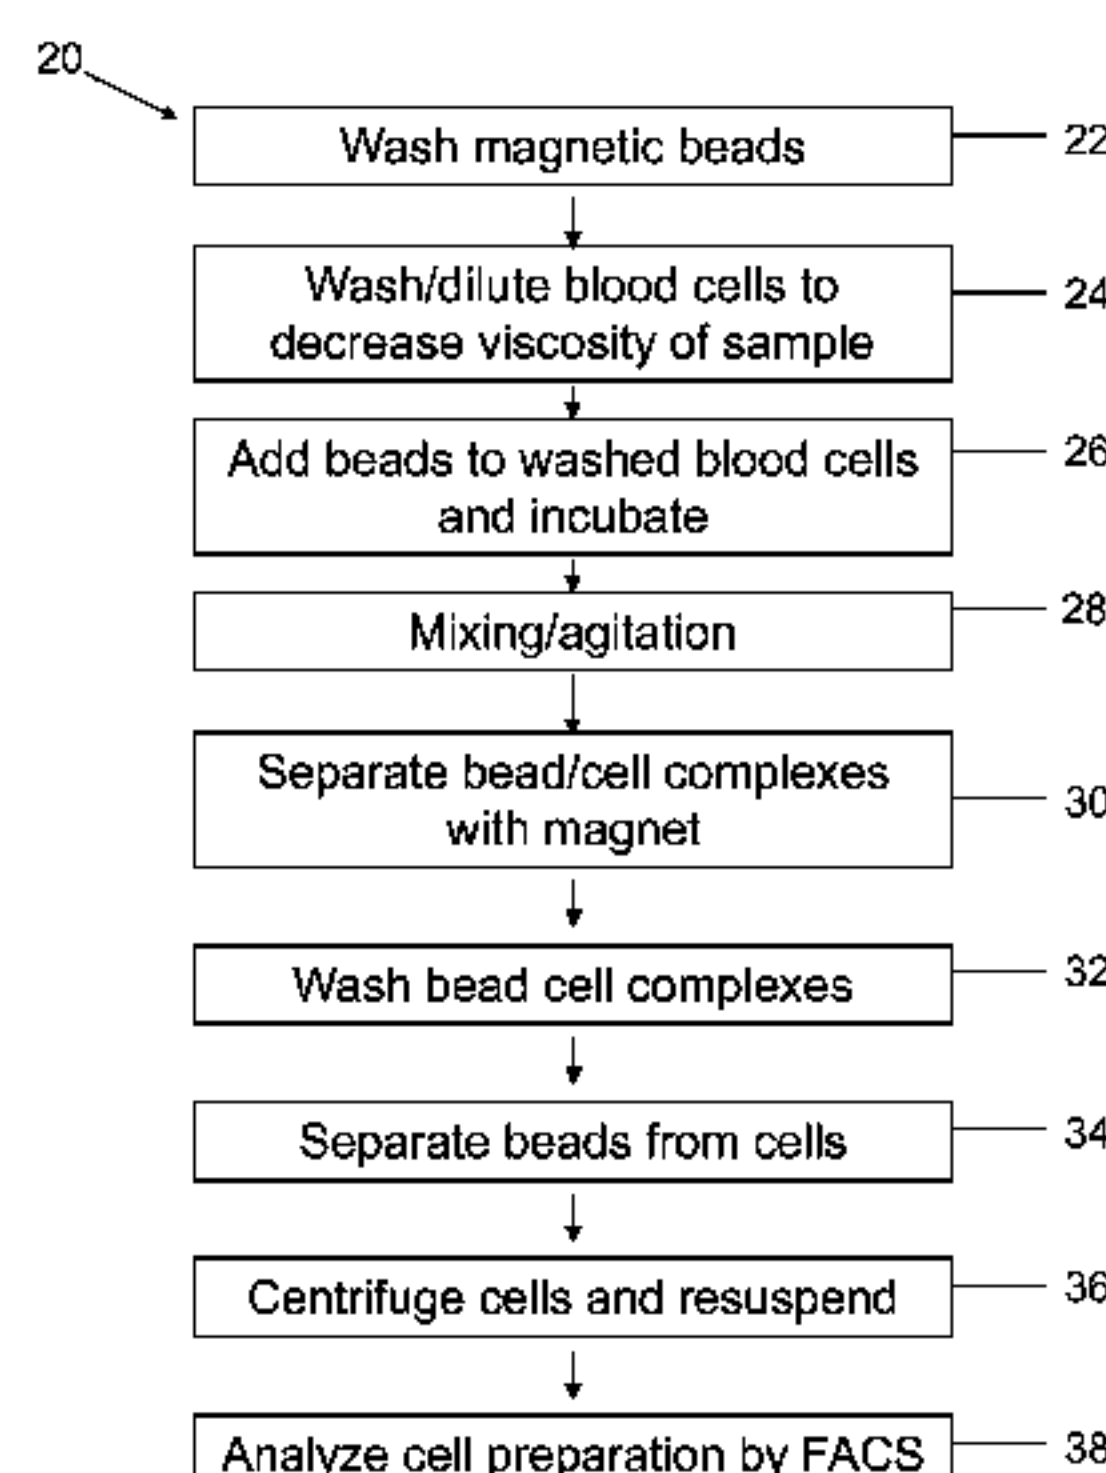 20
Wash magnetic beads
22
Wash/dilute blood cells to
decrease viscosity of sample
24
Add beads to washed blood cells
and incubate
26
Mixing/agitation
28
Separate bead/cell complexes
with magnet
30
Wash bead cell complexes
32
Separate beads from cells
34
Centrifuge cells and resuspend
36
Analyze cell preparation by FACS
38